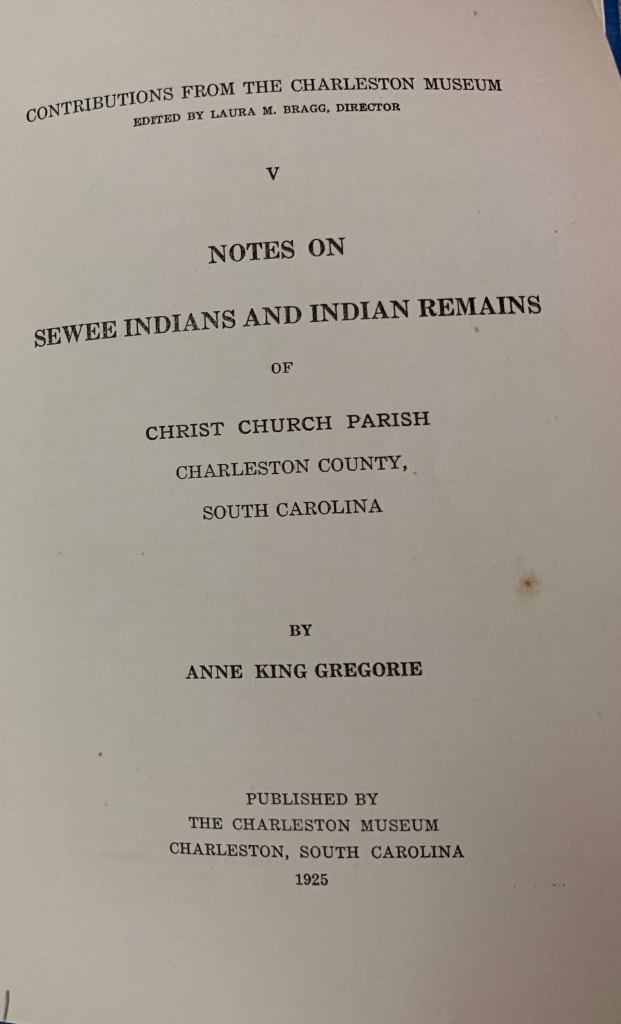 CONTRIBUTIONS FROM THE CHARLESTON MUSEUM
EDITED BY LAURA M. BRAGG, DIRECTOR
V
NOTES ON
SEWEE INDIANS AND INDIAN REMAINS
OF
CHRIST CHURCH PARISH
CHARLESTON COUNTY,
SOUTH CAROLINA
BY
ANNE KING GREGORIE
PUBLISHED BY
THE CHARLESTON MUSEUM
CHARLESTON, SOUTH CAROLINA
1925